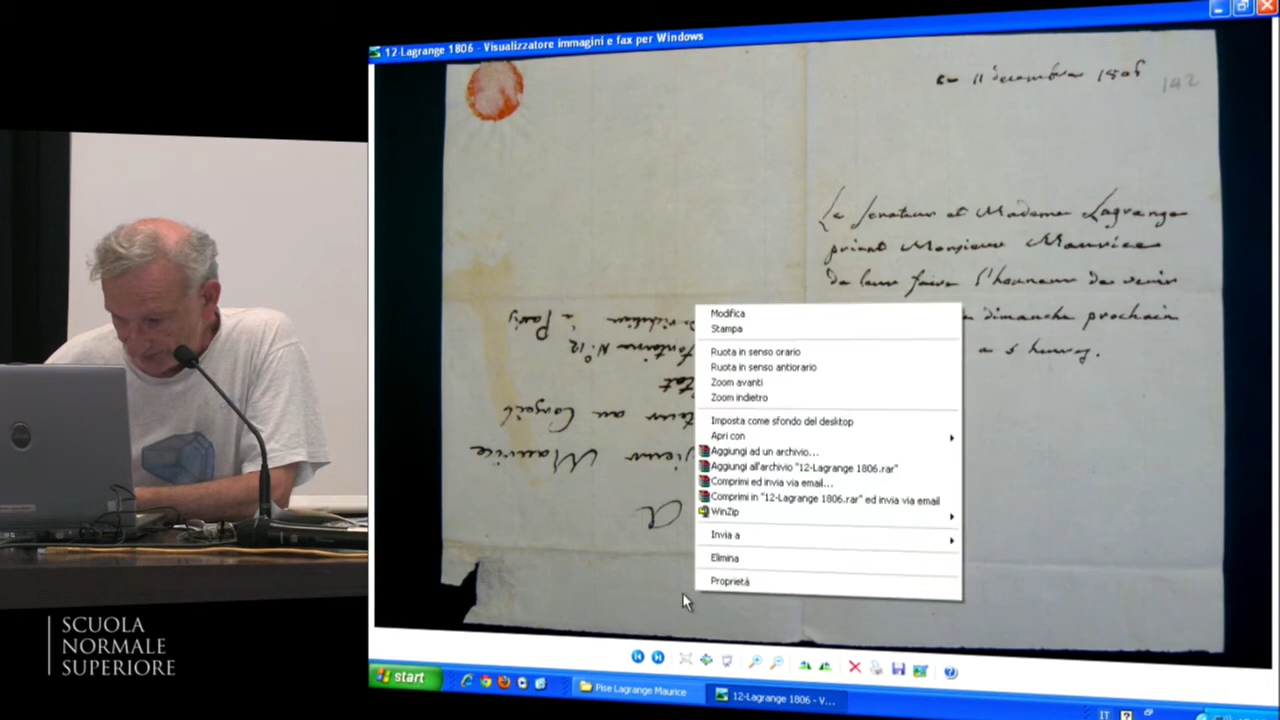 12-Lagrange 1806 - Visualizzatore immagini e fax per Windows
11 décembre 1806
142
Le Senateur et Madame Lagrange
prient Monsieur Maurice
de leur faire l'honneur de venir
dimanche prochain
a 5 heures.
à Paris
fontaine N.º 12
au Conseil
Maurice
A
Modifica
Stampa
Ruota in senso orario
Ruota in senso antiorario
Zoom avanti
Zoom indietro
Imposta come sfondo del desktop
Apri con
Aggiungi ad un archivio...
Aggiungi all'archivio "12-Lagrange 1806.rar"
Comprimi ed invia via email...
Comprimi in "12-Lagrange 1806.rar" ed invia via email
WinZip
Invia a
Elimina
Proprietà
SCUOLA
NORMALE
SUPERIORE
start
Pise Lagrange Maurice
12-Lagrange 1806 - V...
IT